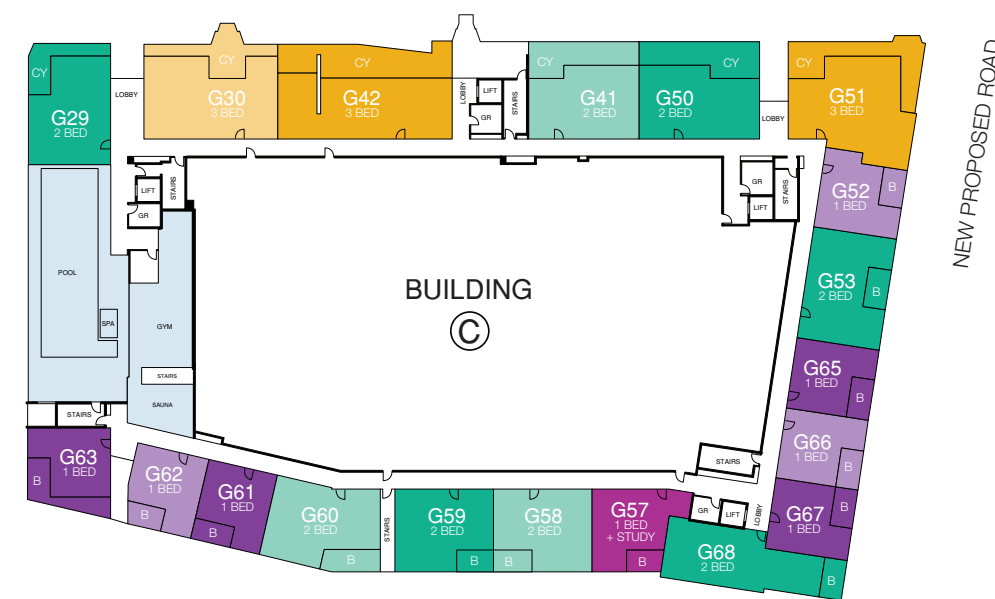 CY
G29
2 BED
LOBBY
G30
3 BED
CY
G42
3 BED
CY
LOBBY
LIFT
GR
STAIRS
CY
G41
2 BED
CY
G50
2 BED
LOBBY
CY
G51
3 BED
NEW PROPOSED ROAD
LIFT
STAIRS
GR
GR
LIFT
STAIRS
G52
1 BED
B
POOL
SPA
GYM
STAIRS
SAUNA
BUILDING
C
G53
2 BED
B
G65
1 BED
B
G66
1 BED
B
G67
1 BED
B
STAIRS
G63
1 BED
B
G62
1 BED
B
G61
1 BED
B
G60
2 BED
B
STAIRS
G59
2 BED
B
G58
2 BED
B
G57
1 BED
+ STUDY
B
STAIRS
GR
LIFT
LOBBY
G68
2 BED
B